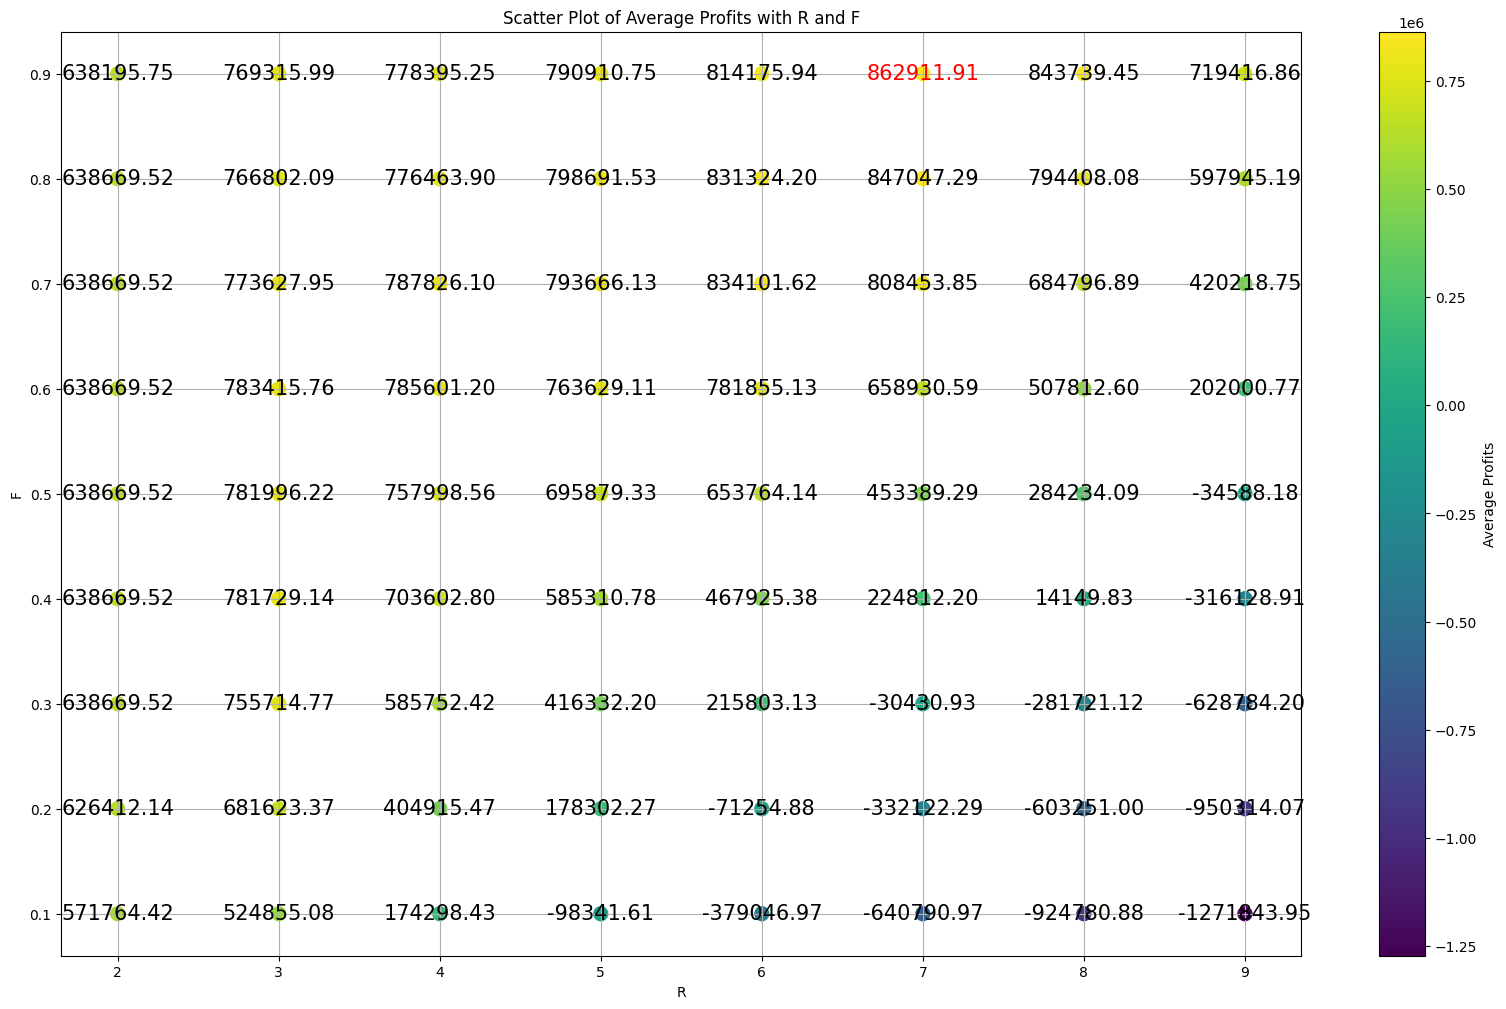 Scatter Plot of Average Profits with R and F
1e6
0.9 638195.75 769315.99 778395.25 790910.75 814175.94 862911.91 843739.45 719416.86
0.75
0.8 638669.52 766802.09 776463.90 798691.53 831324.20 847047.29 794408.08 597945.19
0.50
0.7 638669.52 773627.95 787826.10 793666.13 834101.62 808453.85 684796.89 420218.75
0.25
0.6 638669.52 783415.76 785601.20 763629.11 781855.13 658930.59 507812.60 202000.77
0.00
F
0.5 638669.52 781996.22 757998.56 695879.33 653764.14 453389.29 284234.09 -34588.18
Average Profits
−0.25
0.4 638669.52 781729.14 703602.80 585310.78 467925.38 224812.20 14149.83 -316128.91
−0.50
0.3 638669.52 755714.77 585752.42 416332.20 215803.13 -30430.93 -281721.12 -628784.20
−0.75
0.2 626412.14 681623.37 404915.47 178302.27 -71254.88 -332122.29 -603251.00 -950314.07
−1.00
0.1 571764.42 524855.08 174298.43 -98341.61 -379046.97 -640790.97 -924780.88
−1.25
2 3 4 5 6 7 8 9
R